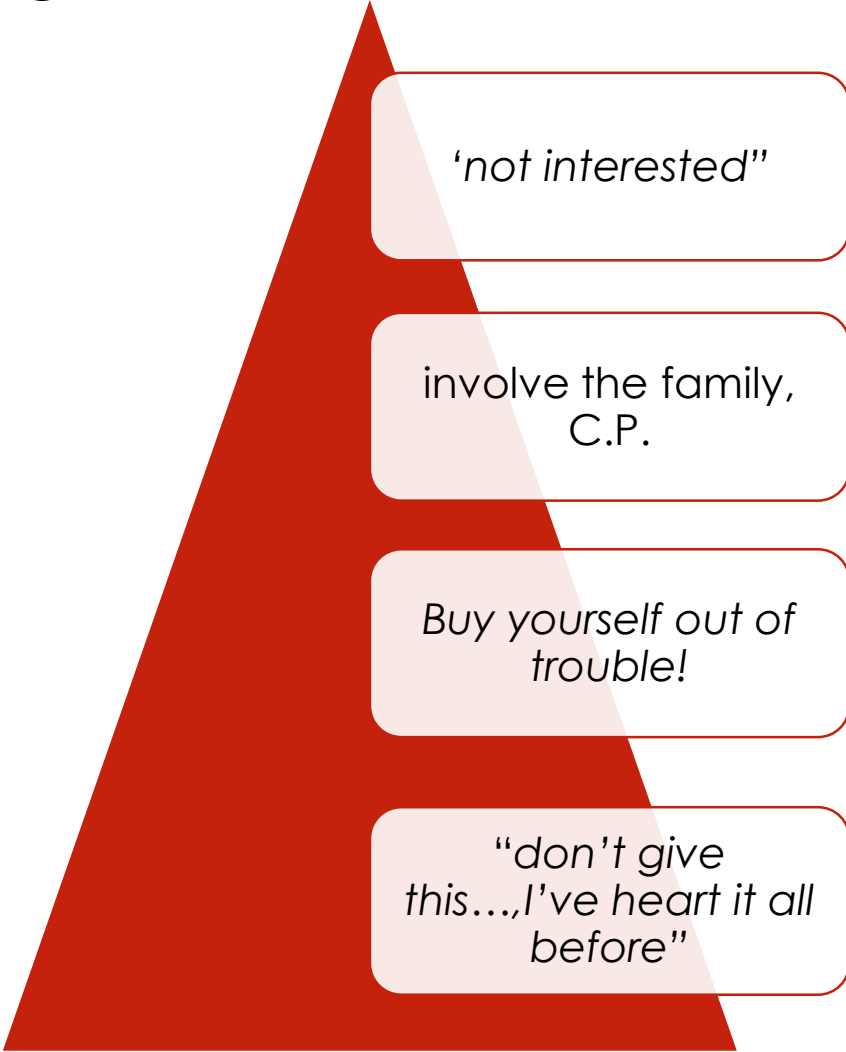 ‘not interested”
involve the family,
C.P.
Buy yourself out of
trouble!
“don’t give
this…,I’ve heart it all
before”